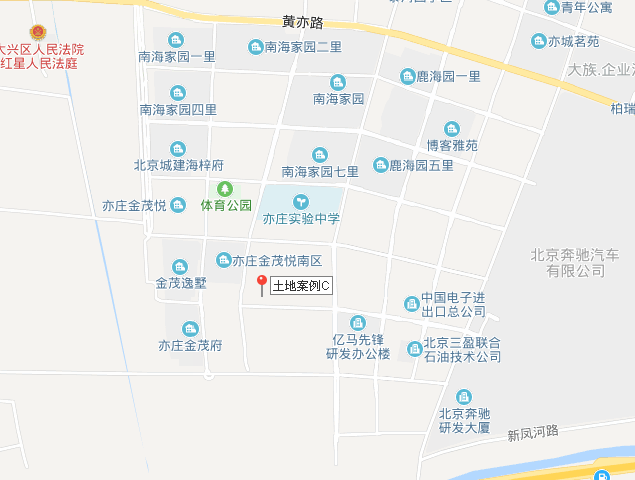 青年公寓
黄亦路
大兴区人民法院
红星人民法庭
南海家园一里
南海家园二里
亦城茗苑
大族.企业
鹿海园一里
南海家园
南海家园四里
柏瑞
博客雅苑
北京城建海梓府
南海家园七里
鹿海园五里
亦庄金茂悦
体育公园
亦庄实验中学
亦庄金茂悦南区
北京奔驰汽车
有限公司
金茂逸墅
土地案例C
中国电子进
出口总公司
亿马先锋
研发办公楼
亦庄金茂府
北京三盈联合
石油技术公司
北京奔驰
研发大厦
新凤河路